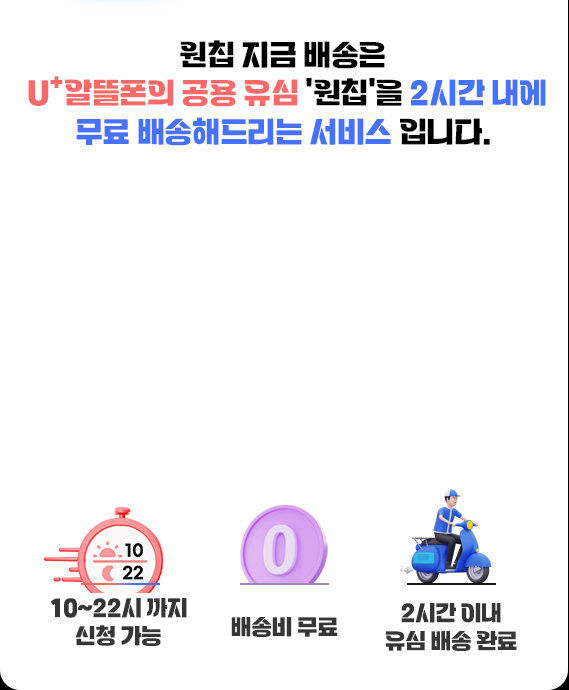 원칩 지금 배송은
U+알뜰폰의 공용 유심 '원칩'을 2시간 내에
무료 배송해드리는 서비스 입니다.
10
22
0
10~22시 까지
신청 가능
배송비 무료
2시간 이내
유심 배송 완료